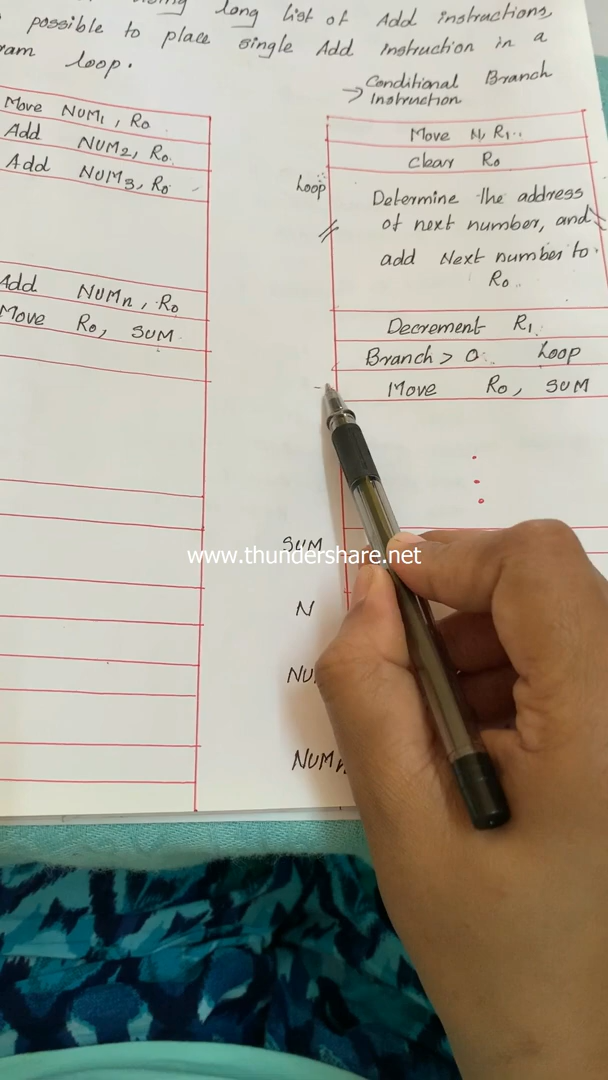 long list of Add instructions,
possible to place single Add Instruction in a
loop.
→ Conditional Branch
Instruction
Move NUM1, R0
Add NUM2, R0
Add NUM3, R0
Add NUMn, R0
Move R0, SUM
Move N, R1
Clear R0
Loop
Determine the address
of next number, and
add Next number to
R0
Decrement R1
Branch > 0 Loop
Move R0, SUM
SUM
www.thundershare.net
N